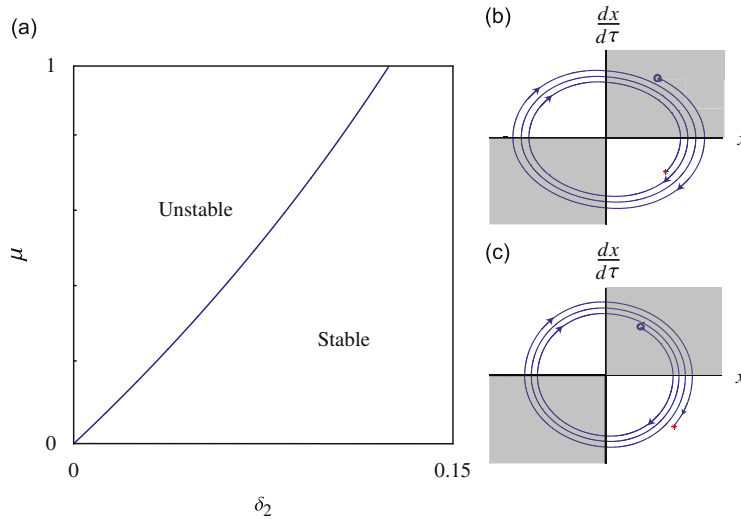 (a)
1
μ
Unstable
Stable
0
0
0.15
δ2
(b)
dx
dτ
x
(c)
dx
dτ
x